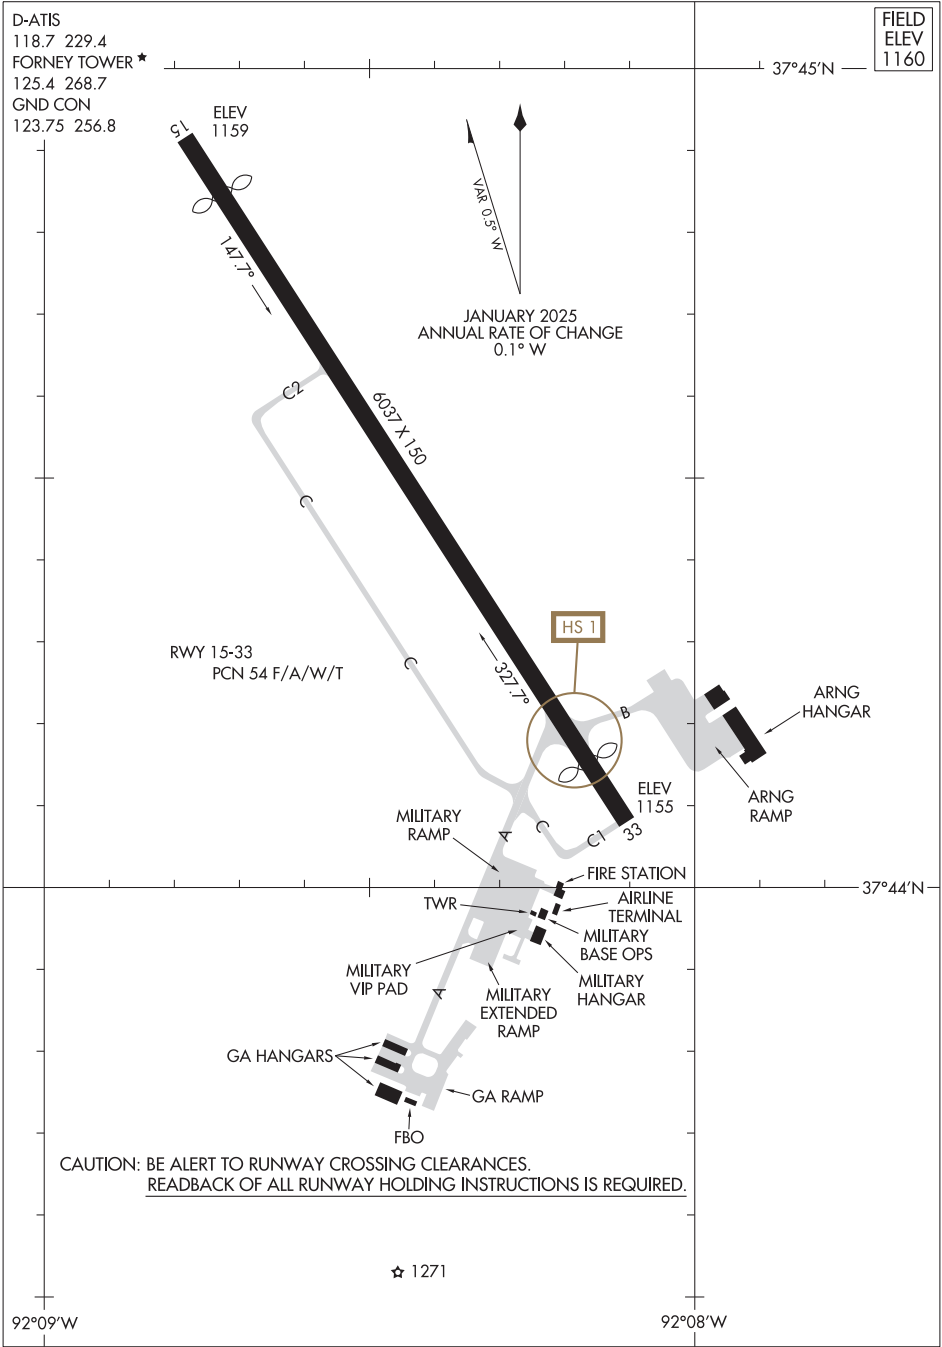 D-ATIS
118.7 229.4
FORNEY TOWER ★
125.4 268.7
GND CON
123.75 256.8
FIELD
ELEV
1160
37°45'N
ELEV
1159
15
VAR 0.5° W
147.7°
JANUARY 2025
ANNUAL RATE OF CHANGE
0.1° W
C2
6037 X 150
C
HS 1
RWY 15-33
PCN 54 F/A/W/T
C
327.7°
B
ARNG
HANGAR
ELEV
1155
ARNG
RAMP
MILITARY
RAMP
A
C
C1
33
FIRE STATION
37°44'N
TWR
AIRLINE
TERMINAL
MILITARY
BASE OPS
MILITARY
VIP PAD
A
MILITARY
EXTENDED
RAMP
MILITARY
HANGAR
GA HANGARS
GA RAMP
FBO
CAUTION: BE ALERT TO RUNWAY CROSSING CLEARANCES.
READBACK OF ALL RUNWAY HOLDING INSTRUCTIONS IS REQUIRED.
1271
92°09'W
92°08'W